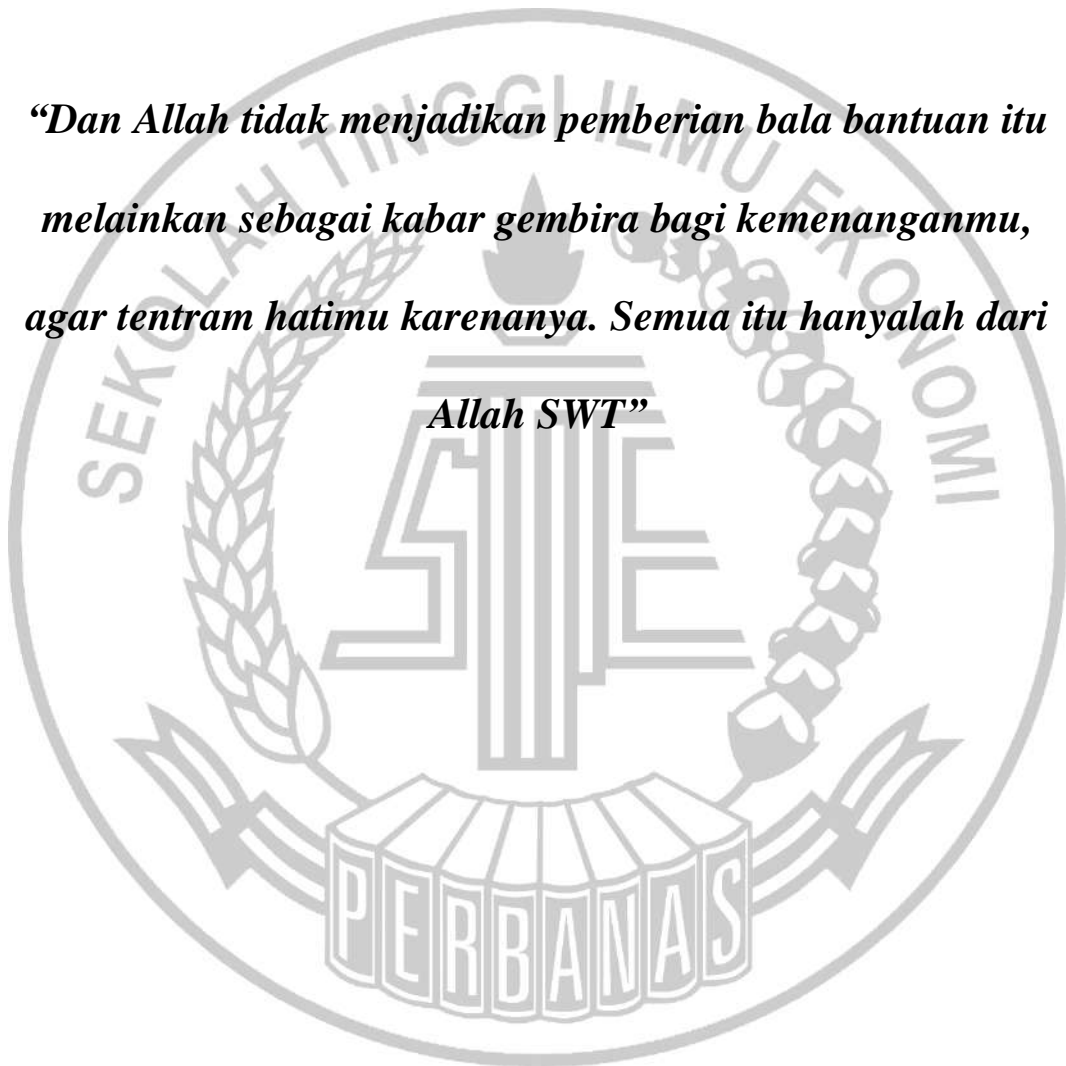 “Dan Allah tidak menjadikan pemberian bala bantuan itu
melainkan sebagai kabar gembira bagi kemenanganmu,
agar tentram hatimu karenanya. Semua itu hanyalah dari
Allah SWT”
SEKOLAH TINGGI ILMU EKONOMI
STIE
PERBANAS